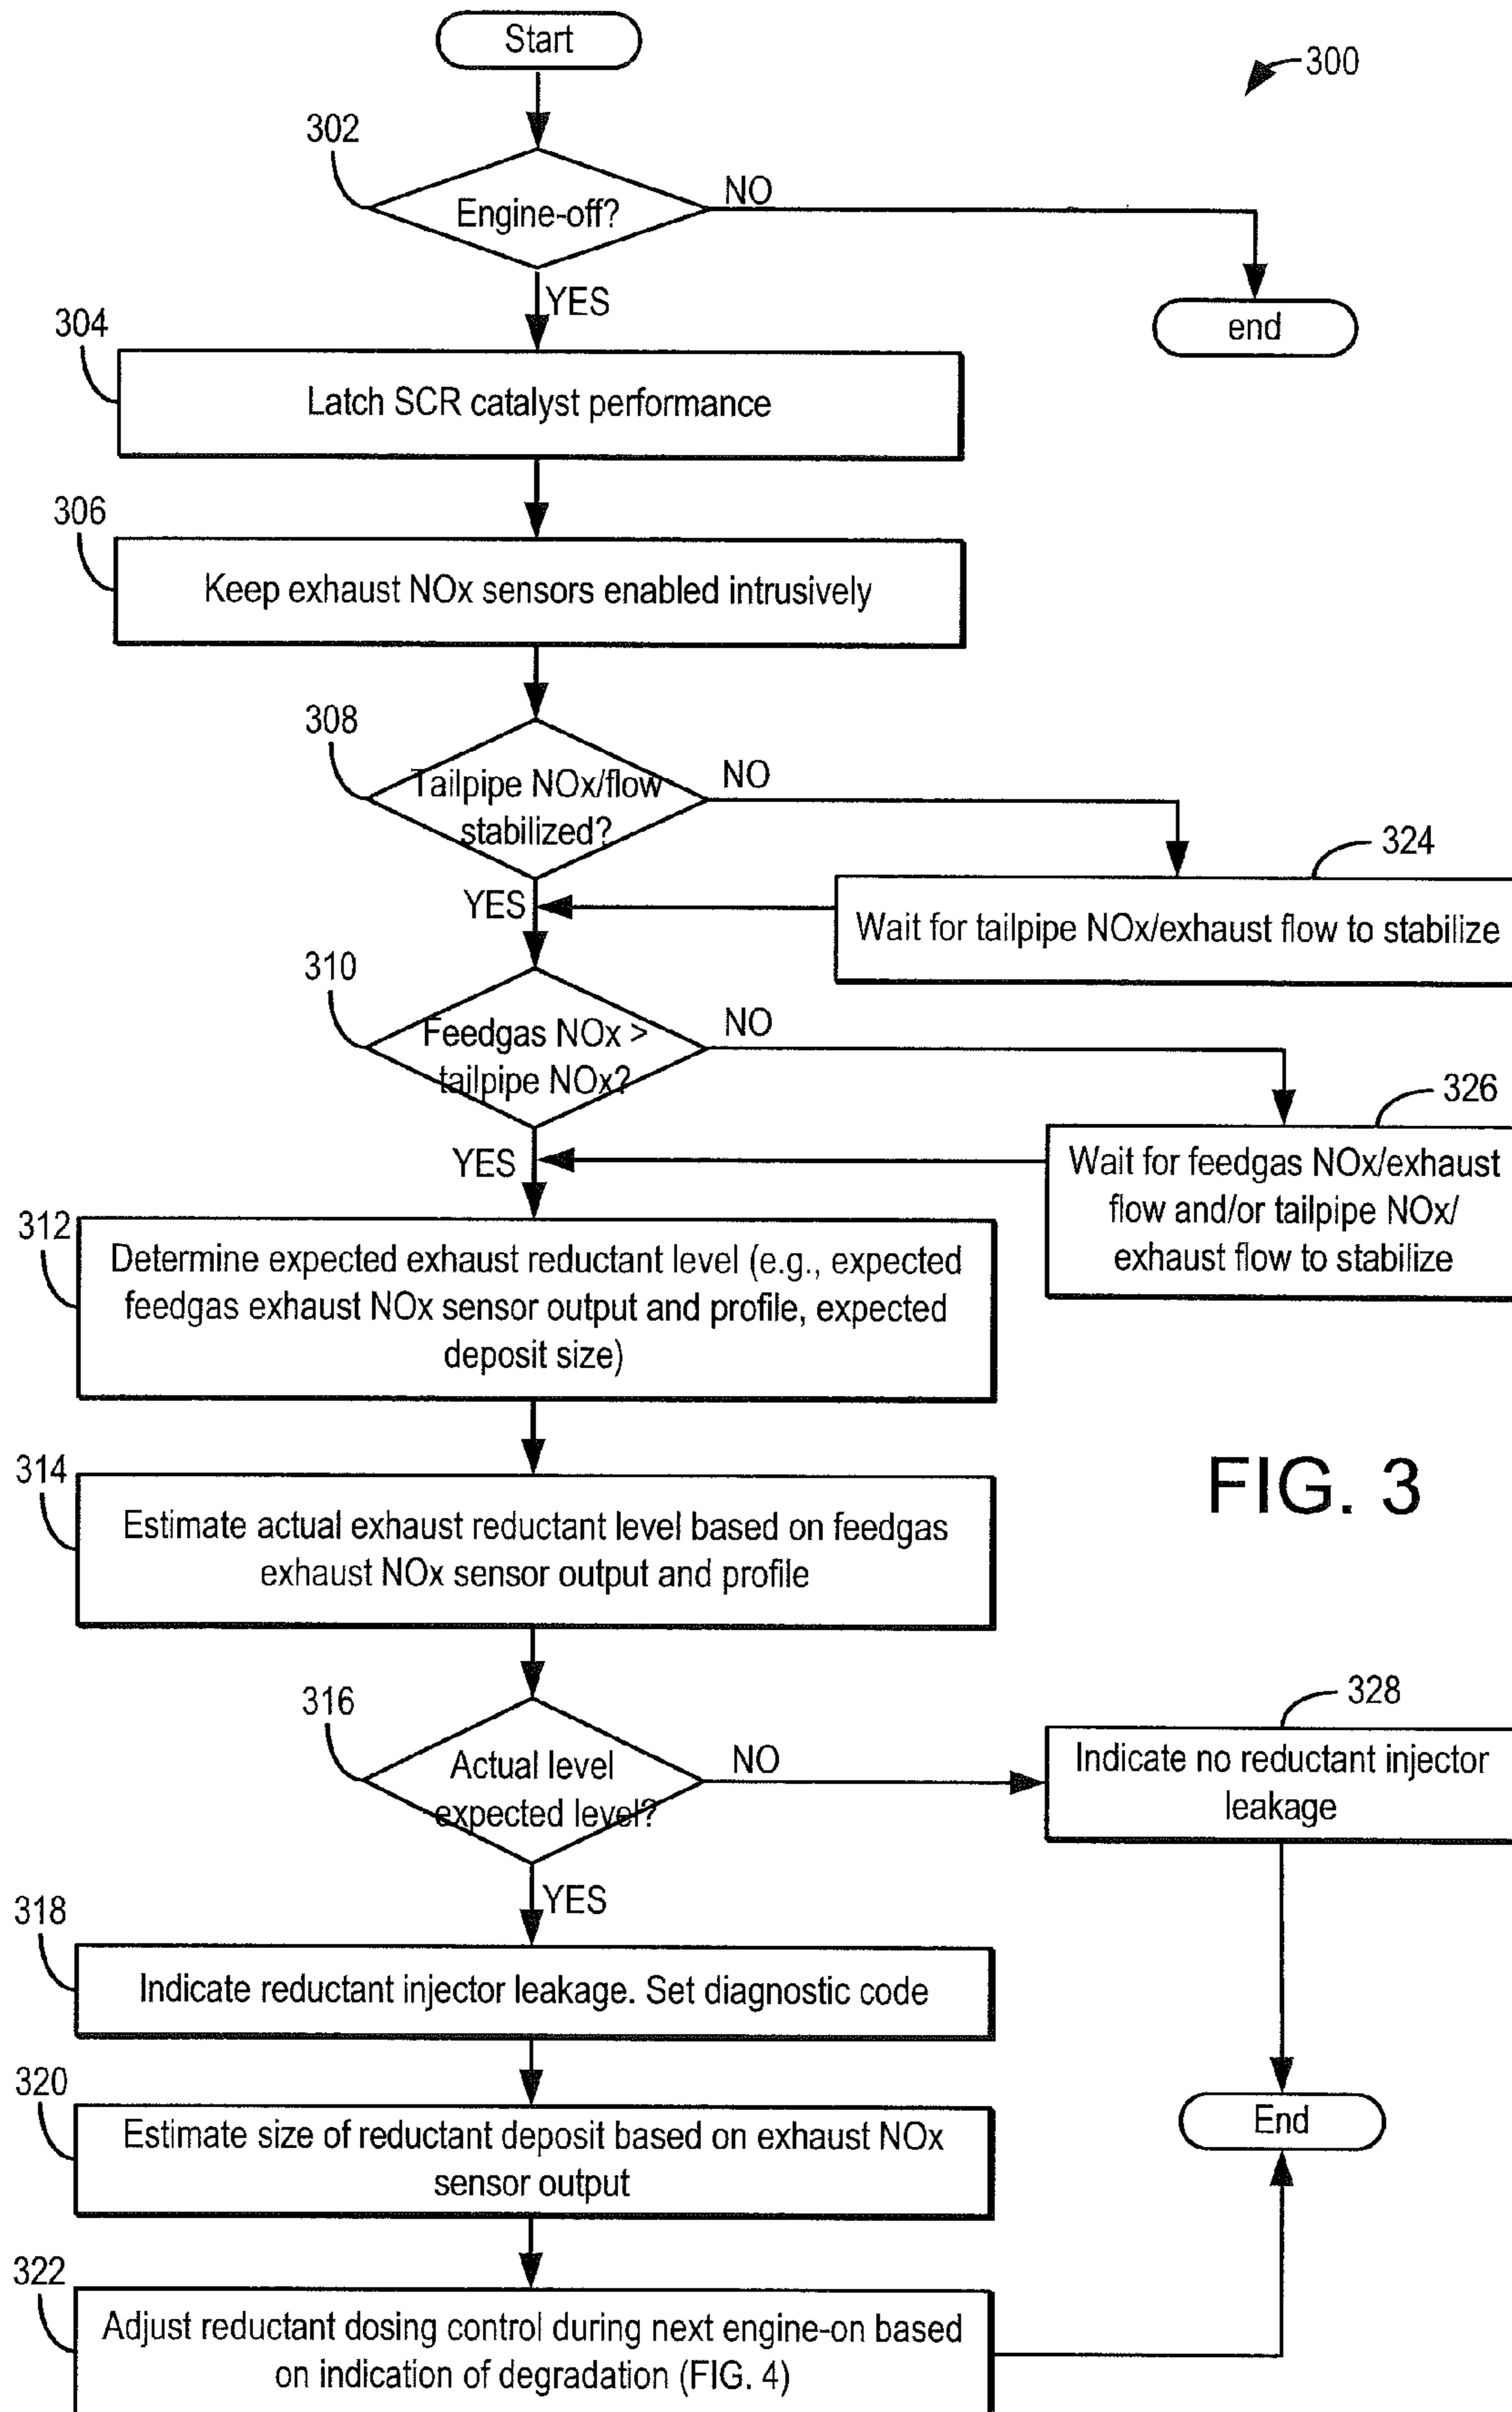 Start
300
302
Engine-off?
NO
YES
end
304
Latch SCR catalyst performance
306
Keep exhaust NOx sensors enabled intrusively
308
Tailpipe NOx/flow
stabilized?
NO
YES
324
Wait for tailpipe NOx/exhaust flow to stabilize
310
Feedgas NOx >
tailpipe NOx?
NO
YES
326
Wait for feedgas NOx/exhaust
flow and/or tailpipe NOx/
exhaust flow to stabilize
312
Determine expected exhaust reductant level (e.g., expected
feedgas exhaust NOx sensor output and profile, expected
deposit size)
314
Estimate actual exhaust reductant level based on feedgas
exhaust NOx sensor output and profile
FIG. 3
316
Actual level
expected level?
NO
YES
328
Indicate no reductant injector
leakage
318
Indicate reductant injector leakage. Set diagnostic code
320
Estimate size of reductant deposit based on exhaust NOx
sensor output
End
322
Adjust reductant dosing control during next engine-on based
on indication of degradation (FIG. 4)